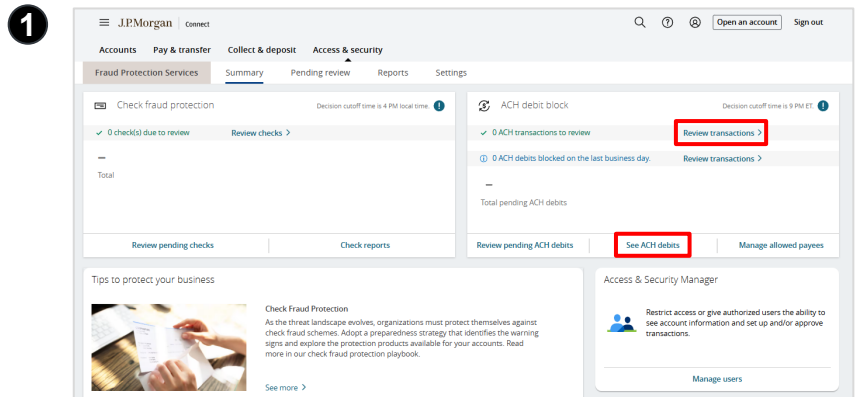 1
J.P.Morgan Connect
Open an account Sign out
Accounts Pay & transfer Collect & deposit Access & security
Fraud Protection Services Summary Pending review Reports Settings
Check fraud protection Decision cutoff time is 4 PM local time.
0 check(s) due to review Review checks >
—
Total
Review pending checks Check reports
ACH debit block Decision cutoff time is 9 PM ET.
0 ACH transactions to review Review transactions >
0 ACH debits blocked on the last business day. Review transactions >
—
Total pending ACH debits
Review pending ACH debits See ACH debits Manage allowed payees
Tips to protect your business
Check Fraud Protection
As the threat landscape evolves, organizations must protect themselves against
check fraud schemes. Adopt a preparedness strategy that identifies the warning
signs and explore the protection products available for your accounts. Read
more in our check fraud protection playbook.
See more >
Access & Security Manager
Restrict access or give authorized users the ability to
see account information and set up and/or approve
transactions.
Manage users